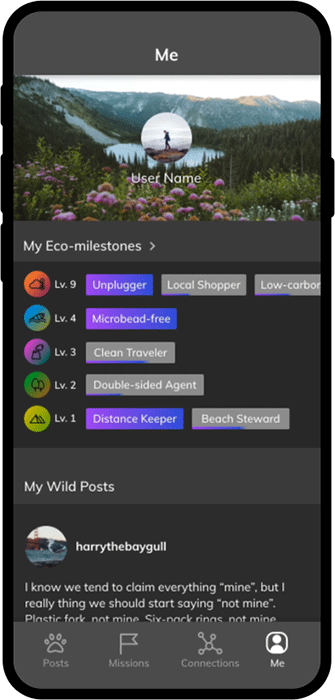 Me
User Name
My Eco-milestones >
Lv. 9 Unplugger Local Shopper Low-carbon
Lv. 4 Microbead-free
Lv. 3 Clean Traveler
Lv. 2 Double-sided Agent
Lv. 1 Distance Keeper Beach Steward
My Wild Posts
harrythebaygull
I know we tend to claim everything “mine”, but I
really thing we should start saying “not mine”.
Plastic fork, not mine. Six-pack rings, not mine
Posts Missions Connections Me